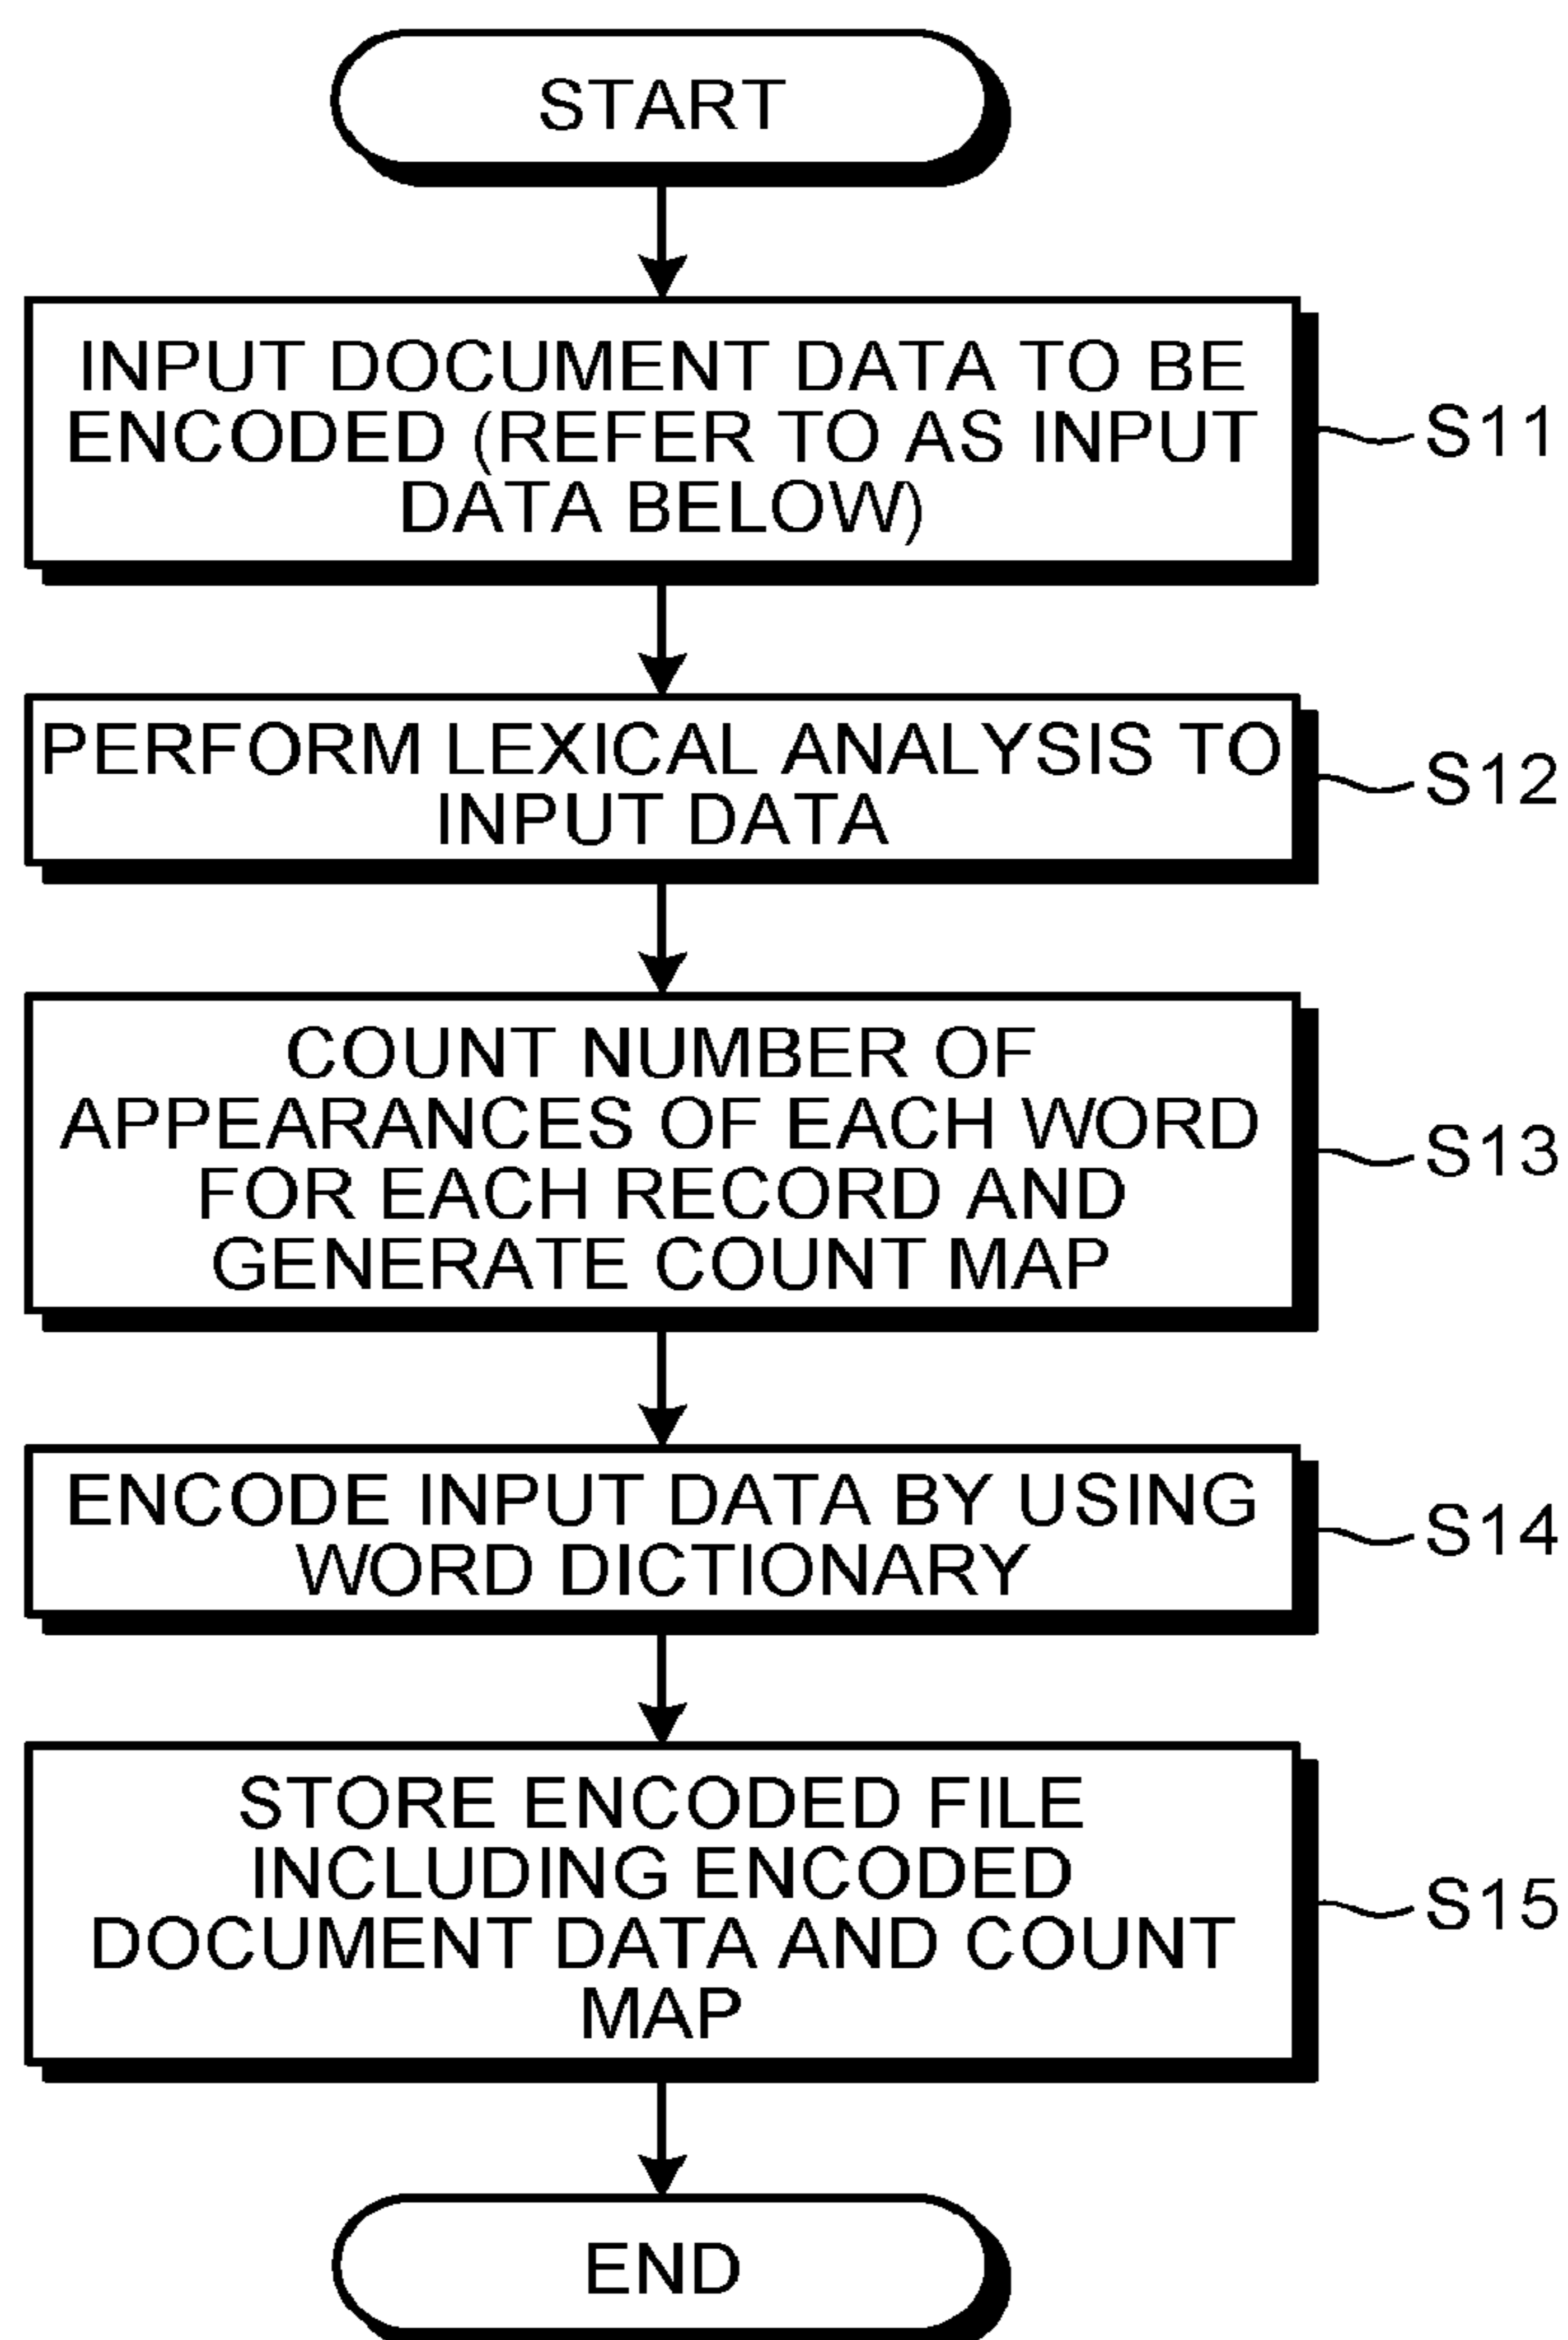 START
INPUT DOCUMENT DATA TO BE
ENCODED (REFER TO AS INPUT
DATA BELOW)
S11
PERFORM LEXICAL ANALYSIS TO
INPUT DATA
S12
COUNT NUMBER OF
APPEARANCES OF EACH WORD
FOR EACH RECORD AND
GENERATE COUNT MAP
S13
ENCODE INPUT DATA BY USING
WORD DICTIONARY
S14
STORE ENCODED FILE
INCLUDING ENCODED
DOCUMENT DATA AND COUNT
MAP
S15
END